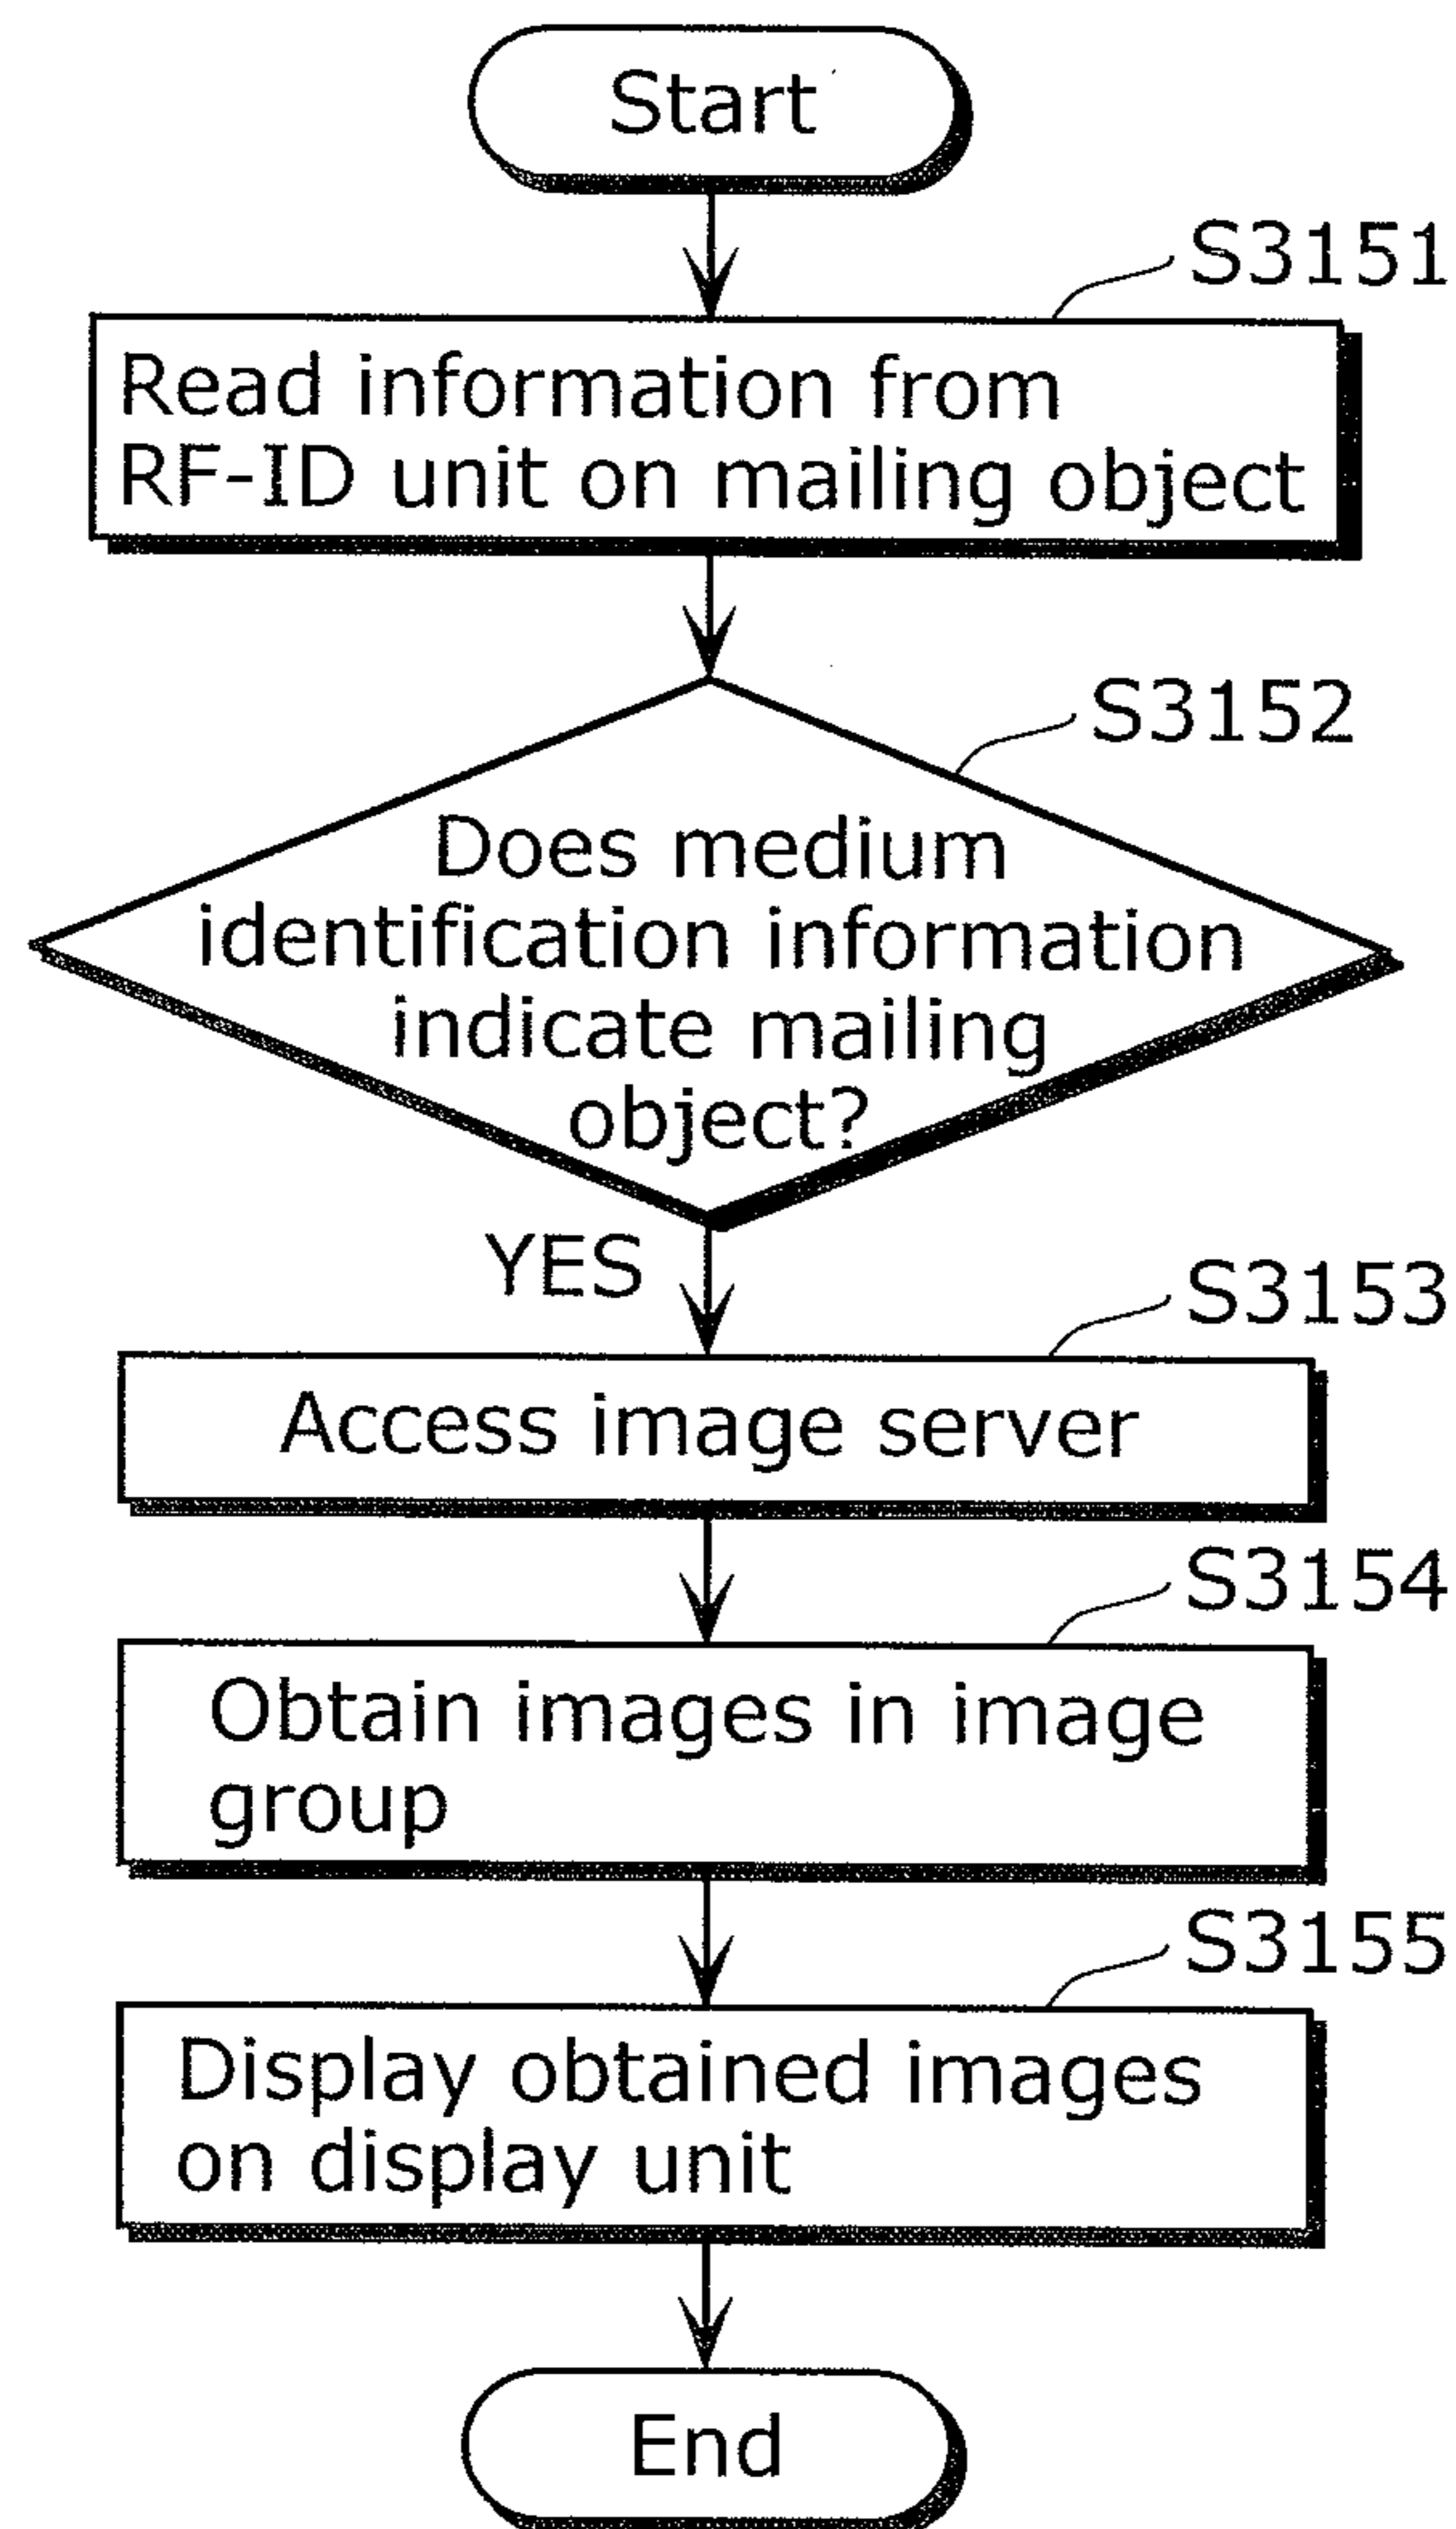 Start
S3151
Read information from
RF-ID unit on mailing object
S3152
Does medium
identification information
indicate mailing
object?
YES
S3153
Access image server
S3154
Obtain images in image
group
S3155
Display obtained images
on display unit
End